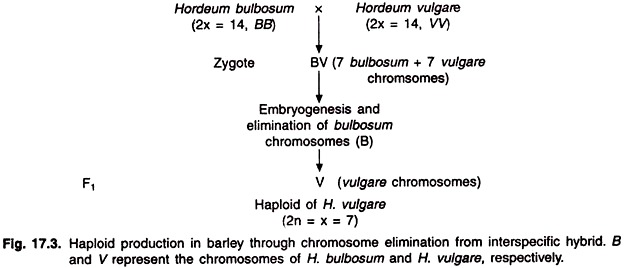 Hordeum bulbosum × Hordeum vulgare
(2x = 14, BB) (2x = 14, VV)
Zygote BV (7 bulbosum + 7 vulgare
chromsomes)
Embryogenesis and
elimination of bulbosum
chromosomes (B)
F₁ V (vulgare chromosomes)
Haploid of H. vulgare
(2n = x = 7)
Fig. 17.3. Haploid production in barley through chromosome elimination from interspecific hybrid. B
and V represent the chromosomes of H. bulbosum and H. vulgare, respectively.